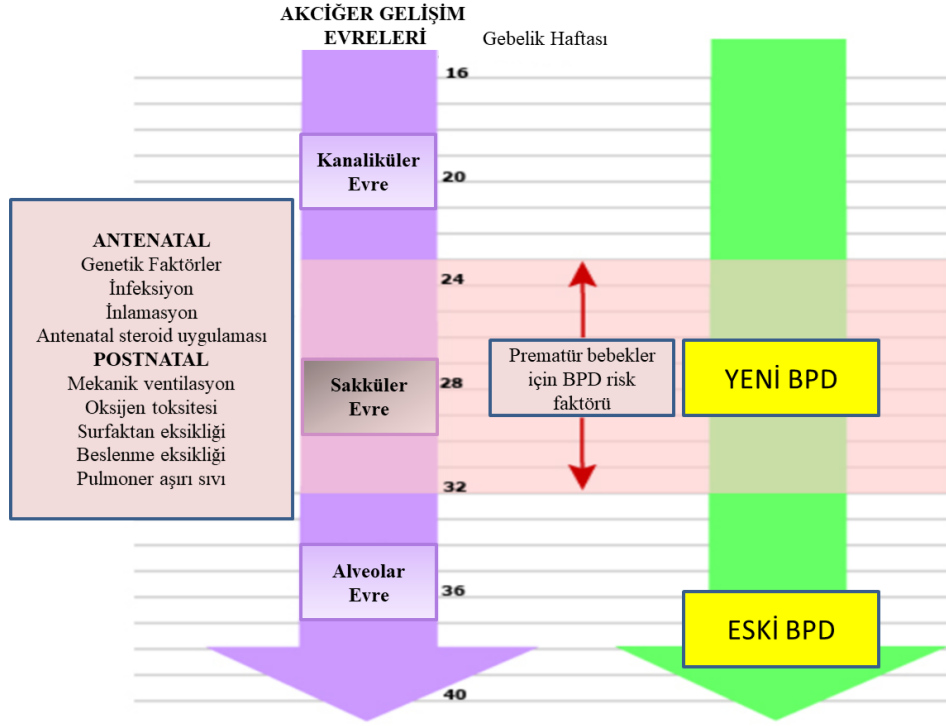 AKCİĞER GELİŞİM
EVRELERİ
Gebelik Haftası
16
Kanaliküler
Evre
20
ANTENATAL
Genetik Faktörler
İnfeksiyon
İnlamasyon
Antenatal steroid uygulaması
POSTNATAL
Mekanik ventilasyon
Oksijen toksitesi
Surfaktan eksikliği
Beslenme eksikliği
Pulmoner aşırı sıvı
24
Sakküler
Evre
28
Prematür bebekler
için BPD risk
faktörü
YENİ BPD
32
Alveolar
Evre
36
ESKİ BPD
40